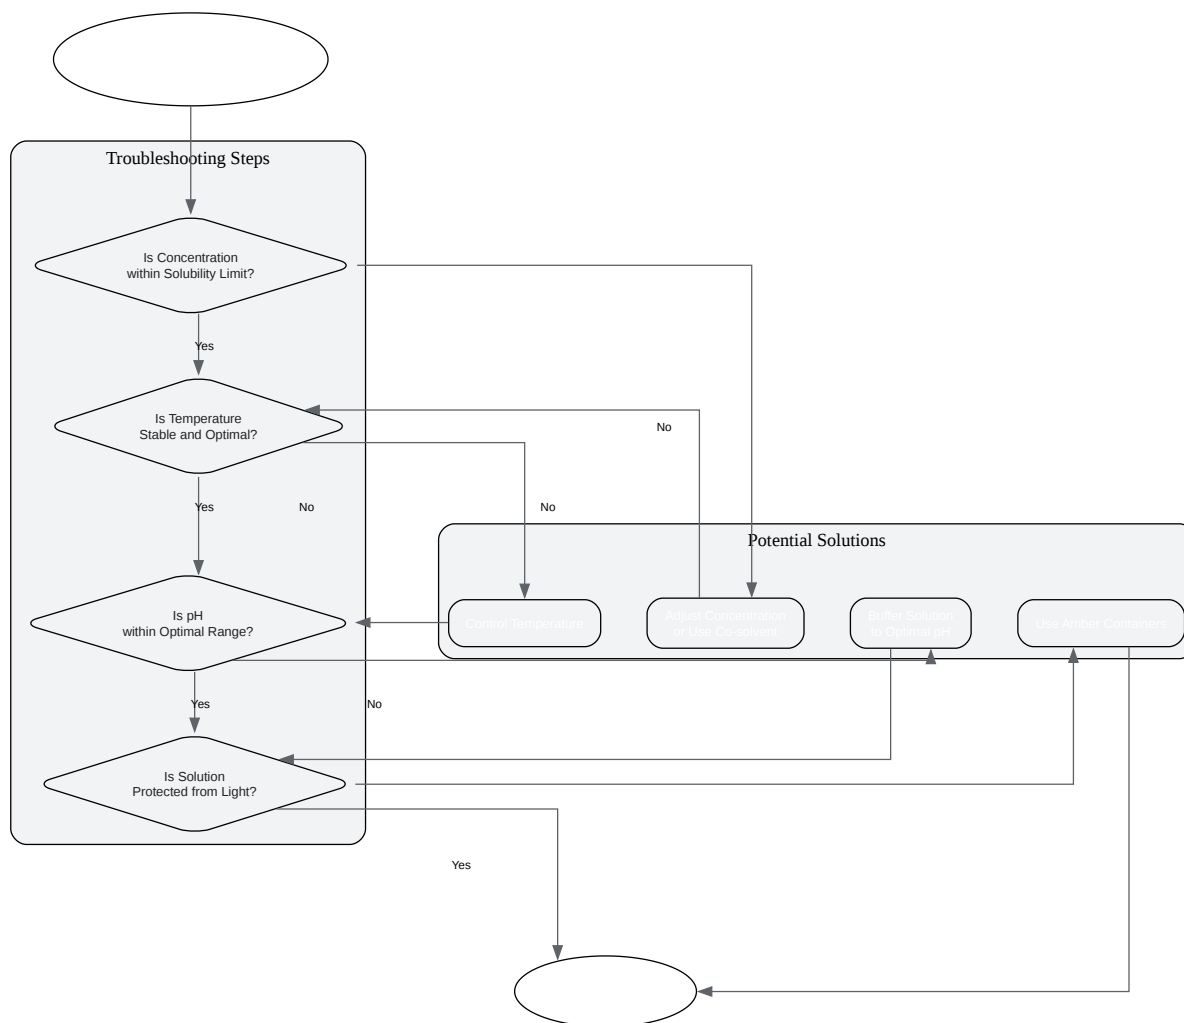 Troubleshooting Steps
Is Concentration
within Solubility Limit?
Yes
Is Temperature
Stable and Optimal?
No
Yes
No
No
Potential Solutions
Is pH
within Optimal Range?
Control Temperature
Adjust Concentration
or Use Co-solvent
Buffer Solution
to Optimal pH
Use Amber Containers
Yes
No
Is Solution
Protected from Light?
Yes